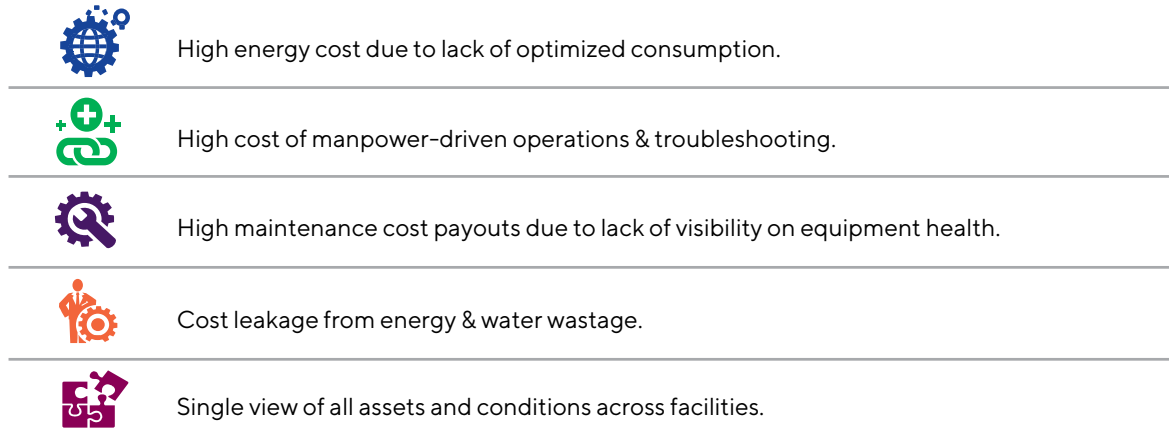 High energy cost due to lack of optimized consumption.
High cost of manpower-driven operations & troubleshooting.
High maintenance cost payouts due to lack of visibility on equipment health.
Cost leakage from energy & water wastage.
Single view of all assets and conditions across facilities.